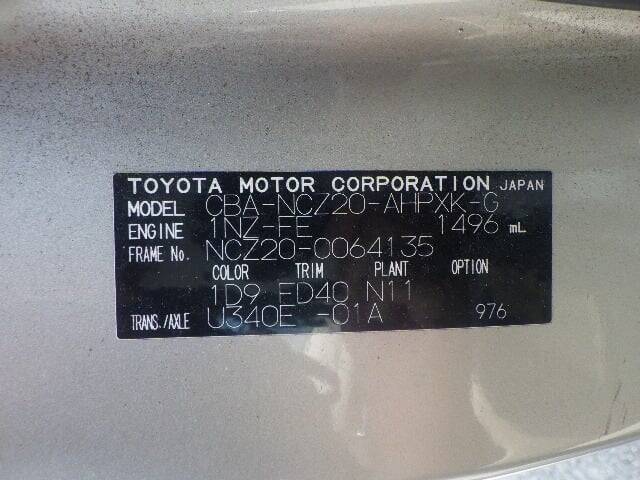 TOYOTA MOTOR CORPORATION JAPAN
MODEL CBA-NCZ20-AHPXK-G
ENGINE 1NZ-FE 1496 mL
FRAME No. NCZ20-0064135
COLOR TRIM PLANT OPTION
1D9 FD40 N11
TRANS./AXLE U340E -01A 976